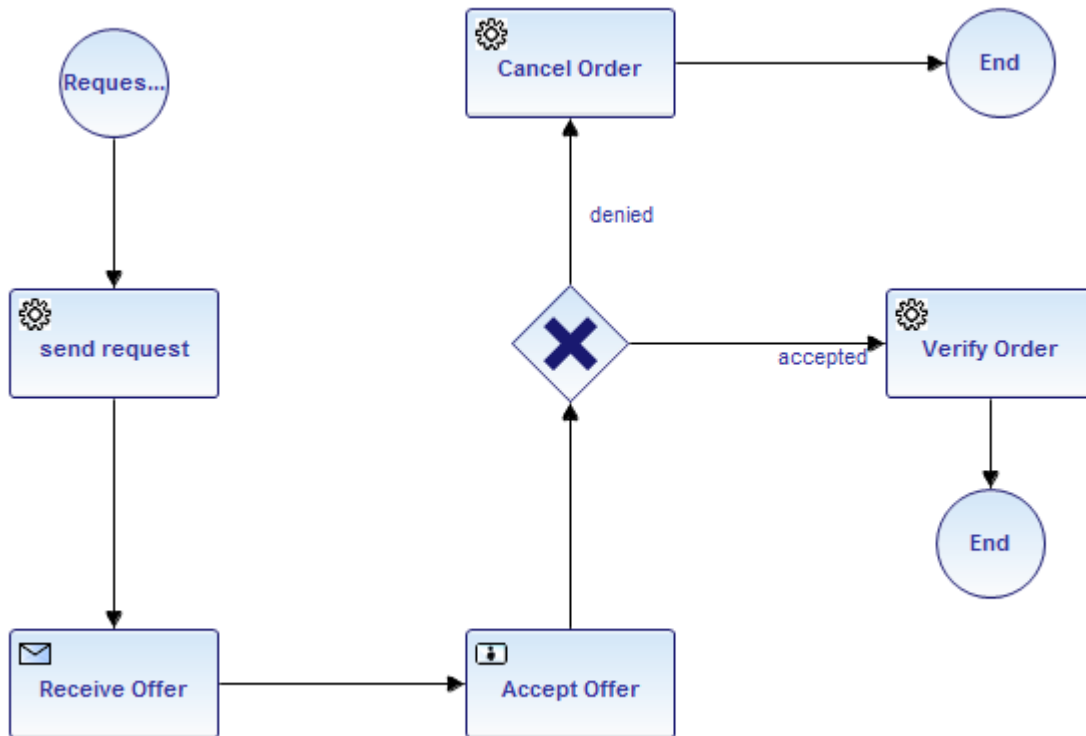 Reques...
Cancel Order
End
denied
send request
accepted
Verify Order
End
Receive Offer
Accept Offer